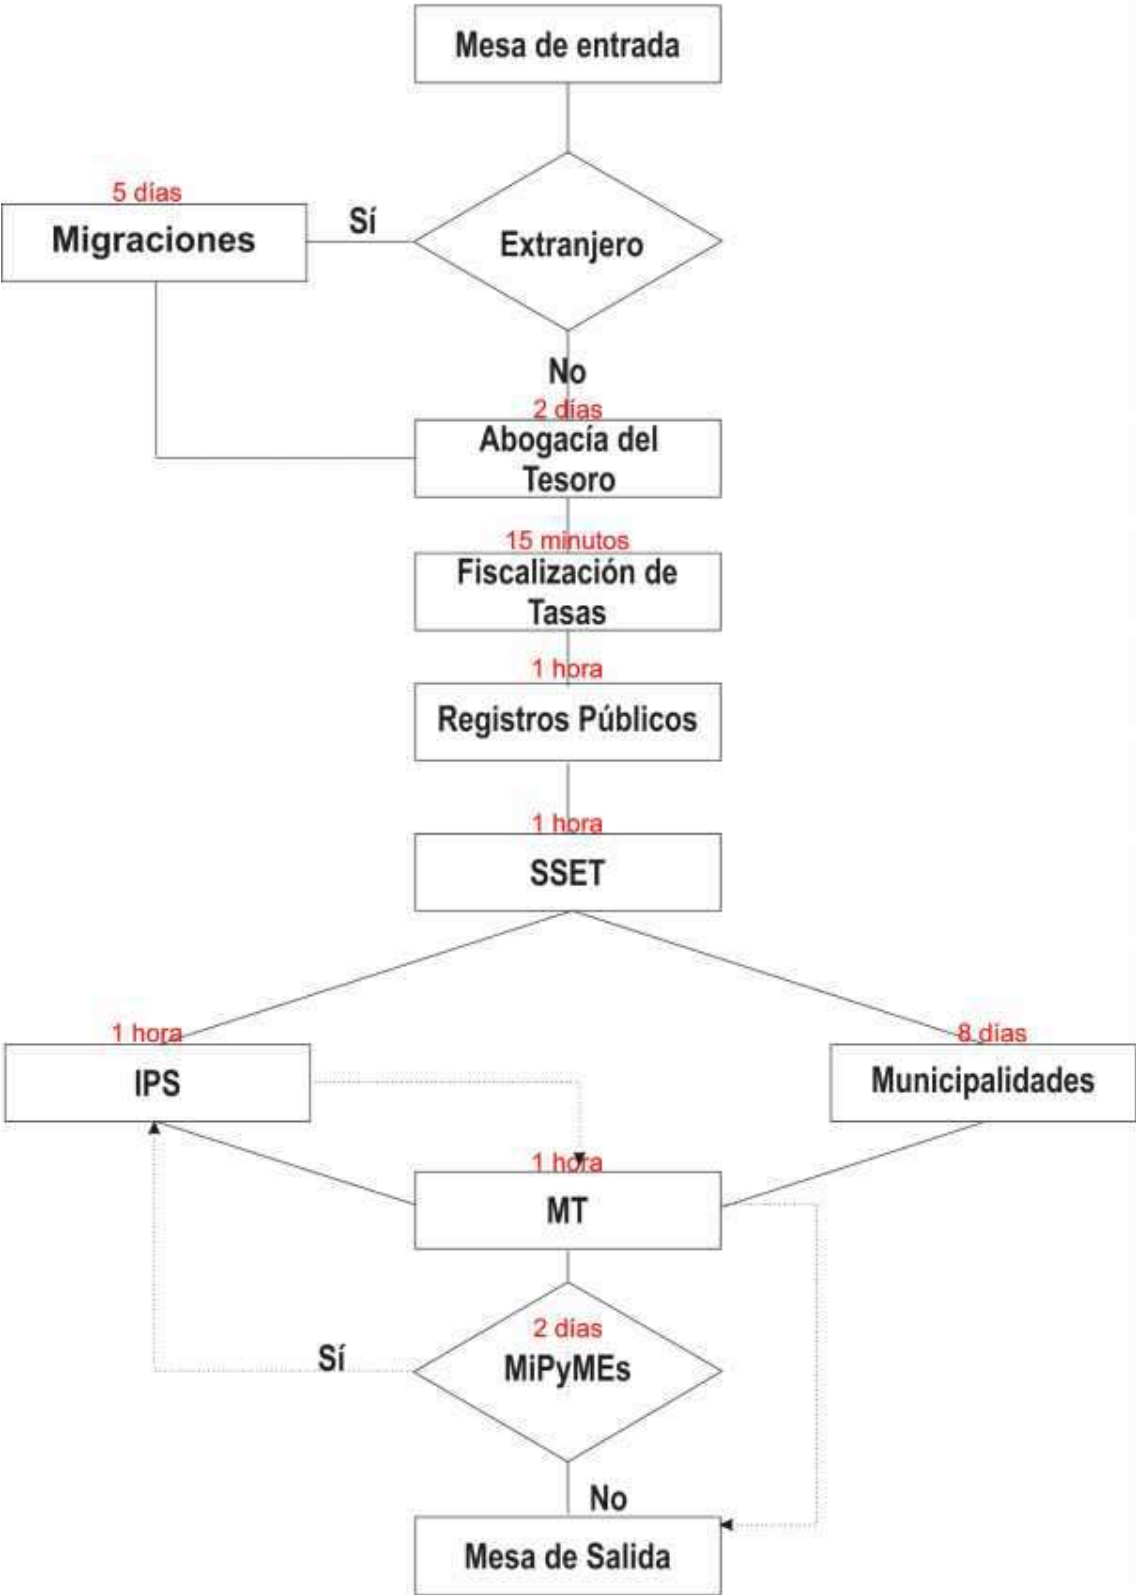 Mesa de entrada
5 días
Migraciones
Sí
Extranjero
No
2 días
Abogacía del
Tesoro
15 minutos
Fiscalización de
Tasas
1 hora
Registros Públicos
1 hora
SSET
1 hora
IPS
8 días
Municipalidades
1 hora
MT
2 días
MiPyMEs
Sí
No
Mesa de Salida